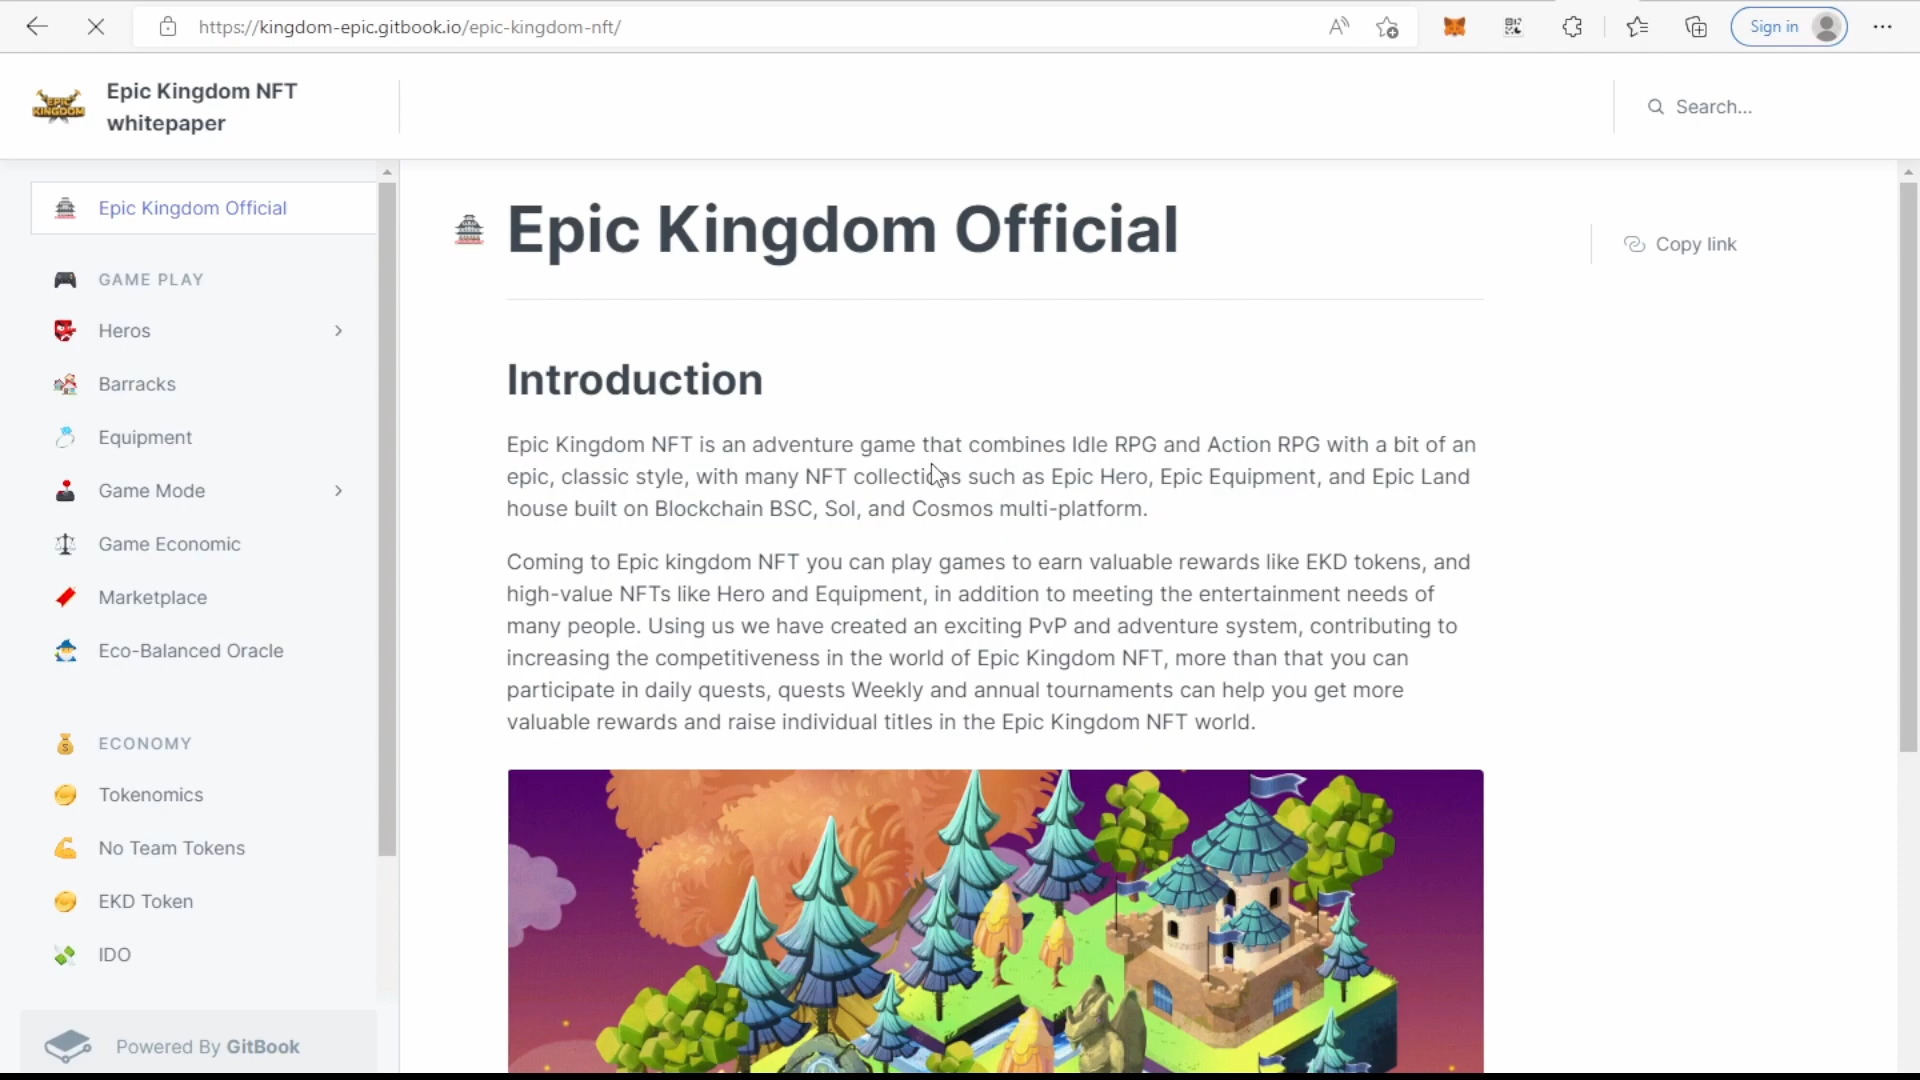 https://kingdom-epic.gitbook.io/epic-kingdom-nft/
Sign in
EPIC KINGDOM
Epic Kingdom NFT
whitepaper
Search...
Epic Kingdom Official
GAME PLAY
Heros
Barracks
Equipment
Game Mode
Game Economic
Marketplace
Eco-Balanced Oracle
ECONOMY
Tokenomics
No Team Tokens
EKD Token
IDO
Powered By GitBook
Epic Kingdom Official
Copy link
Introduction
Epic Kingdom NFT is an adventure game that combines Idle RPG and Action RPG with a bit of an
epic, classic style, with many NFT collections such as Epic Hero, Epic Equipment, and Epic Land
house built on Blockchain BSC, Sol, and Cosmos multi-platform.
Coming to Epic kingdom NFT you can play games to earn valuable rewards like EKD tokens, and
high-value NFTs like Hero and Equipment, in addition to meeting the entertainment needs of
many people. Using us we have created an exciting PvP and adventure system, contributing to
increasing the competitiveness in the world of Epic Kingdom NFT, more than that you can
participate in daily quests, quests Weekly and annual tournaments can help you get more
valuable rewards and raise individual titles in the Epic Kingdom NFT world.